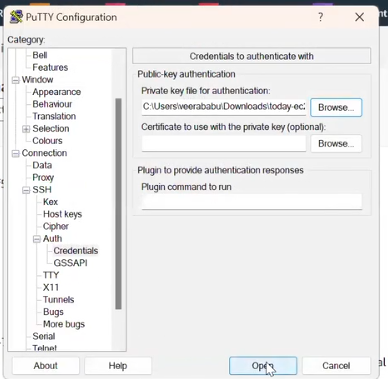 PuTTY Configuration
Category:
Bell
Features
Window
Appearance
Behaviour
Translation
Selection
Colours
Connection
Data
Proxy
SSH
Kex
Host keys
Cipher
Auth
Credentials
GSSAPI
TTY
X11
Tunnels
Bugs
More bugs
Serial
Telnet
Credentials to authenticate with
Public-key authentication
Private key file for authentication:
C:\Users\veerababu\Downloads\today-ec2 Browse...
Certificate to use with the private key (optional):
Browse...
Plugin to provide authentication responses
Plugin command to run
About Help Open Cancel